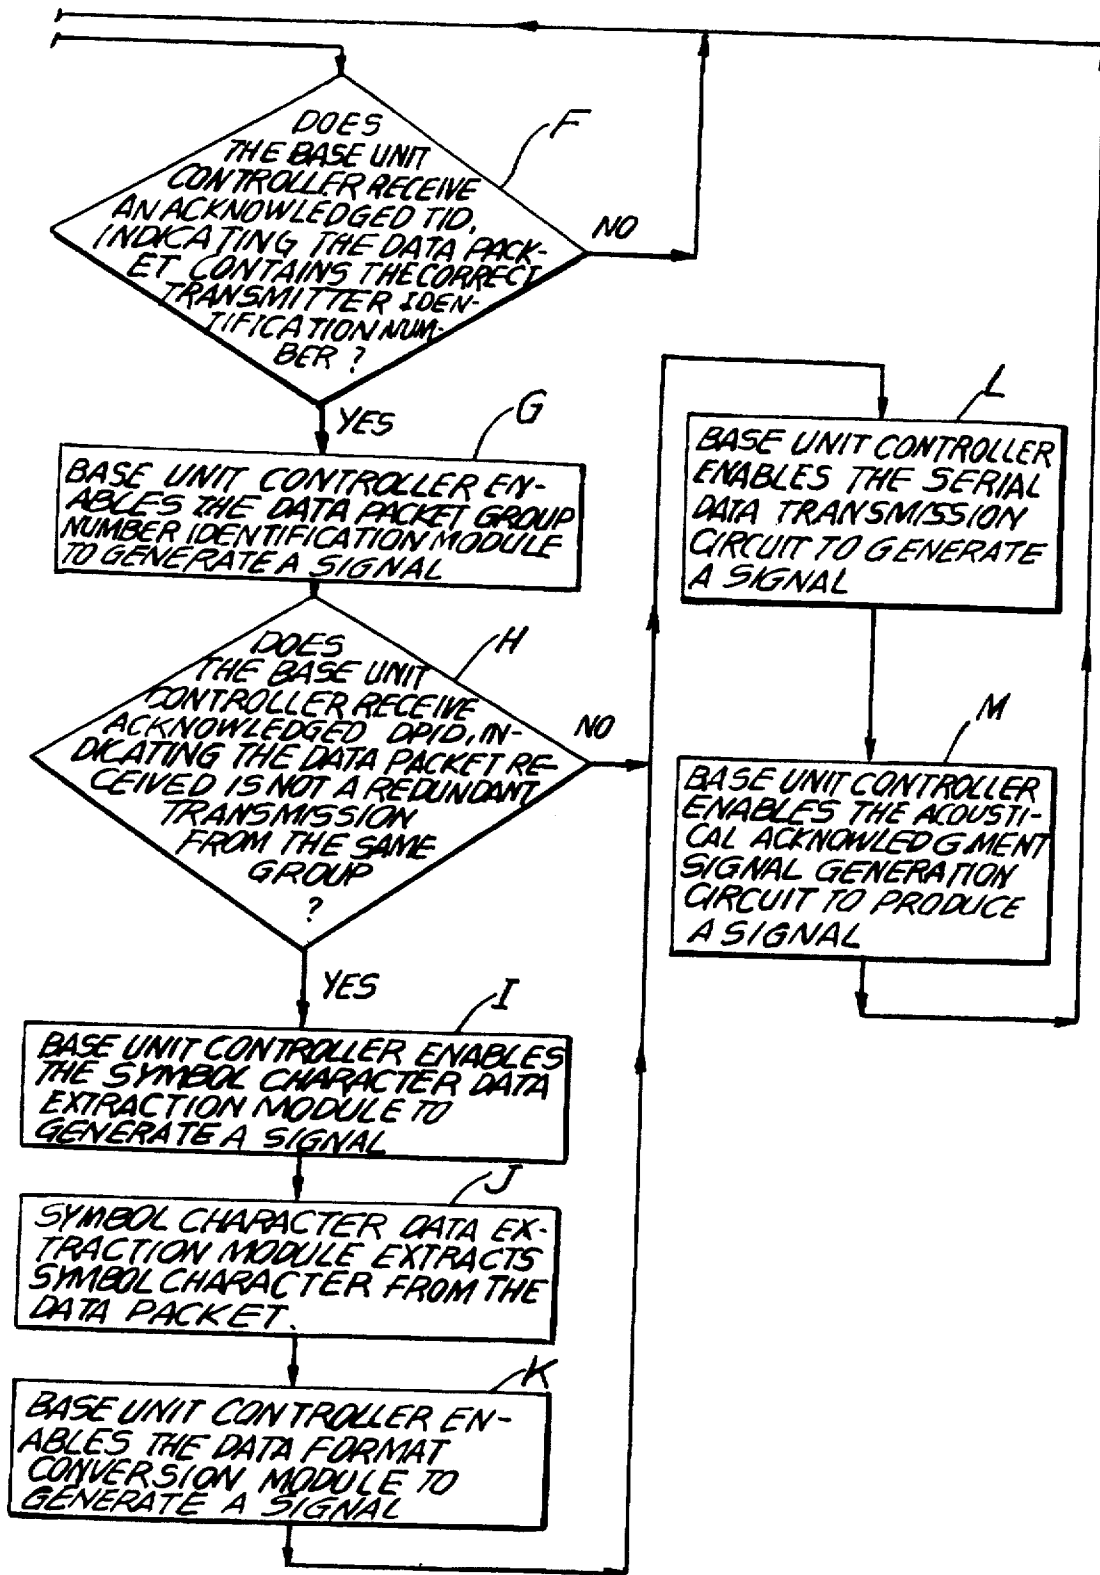 F
DOES
THE BASE UNIT
CONTROLLER RECEIVE
AN ACKNOWLEDGED TID,
INDICATING THE DATA PACK-
ET CONTAINS THE CORRECT
TRANSMITTER IDEN-
TIFICATION NUM-
BER ?
NO
YES
G
BASE UNIT CONTROLLER EN-
ABLES THE DATA PACKET GROUP
NUMBER IDENTIFICATION MODULE
TO GENERATE A SIGNAL
H
DOES
THE BASE UNIT
CONTROLLER RECEIVE
ACKNOWLEDGED DPID, IN-
DICATING THE DATA PACKET RE-
CEIVED IS NOT A REDUNDANT
TRANSMISSION
FROM THE SAME
GROUP
?
NO
YES
I
BASE UNIT CONTROLLER ENABLES
THE SYMBOL CHARACTER DATA
EXTRACTION MODULE TO
GENERATE A SIGNAL
J
SYMBOL CHARACTER DATA EX-
TRACTION MODULE EXTRACTS
SYMBOL CHARACTER FROM THE
DATA PACKET.
K
BASE UNIT CONTROLLER EN-
ABLES THE DATA FORMAT
CONVERSION MODULE TO
GENERATE A SIGNAL
L
BASE UNIT CONTROLLER
ENABLES THE SERIAL
DATA TRANSMISSION
CIRCUIT TO GENERATE
A SIGNAL
M
BASE UNIT CONTROLLER
ENABLES THE ACOUSTI-
CAL ACKNOWLEDGMENT
SIGNAL GENERATION
CIRCUIT TO PRODUCE
A SIGNAL